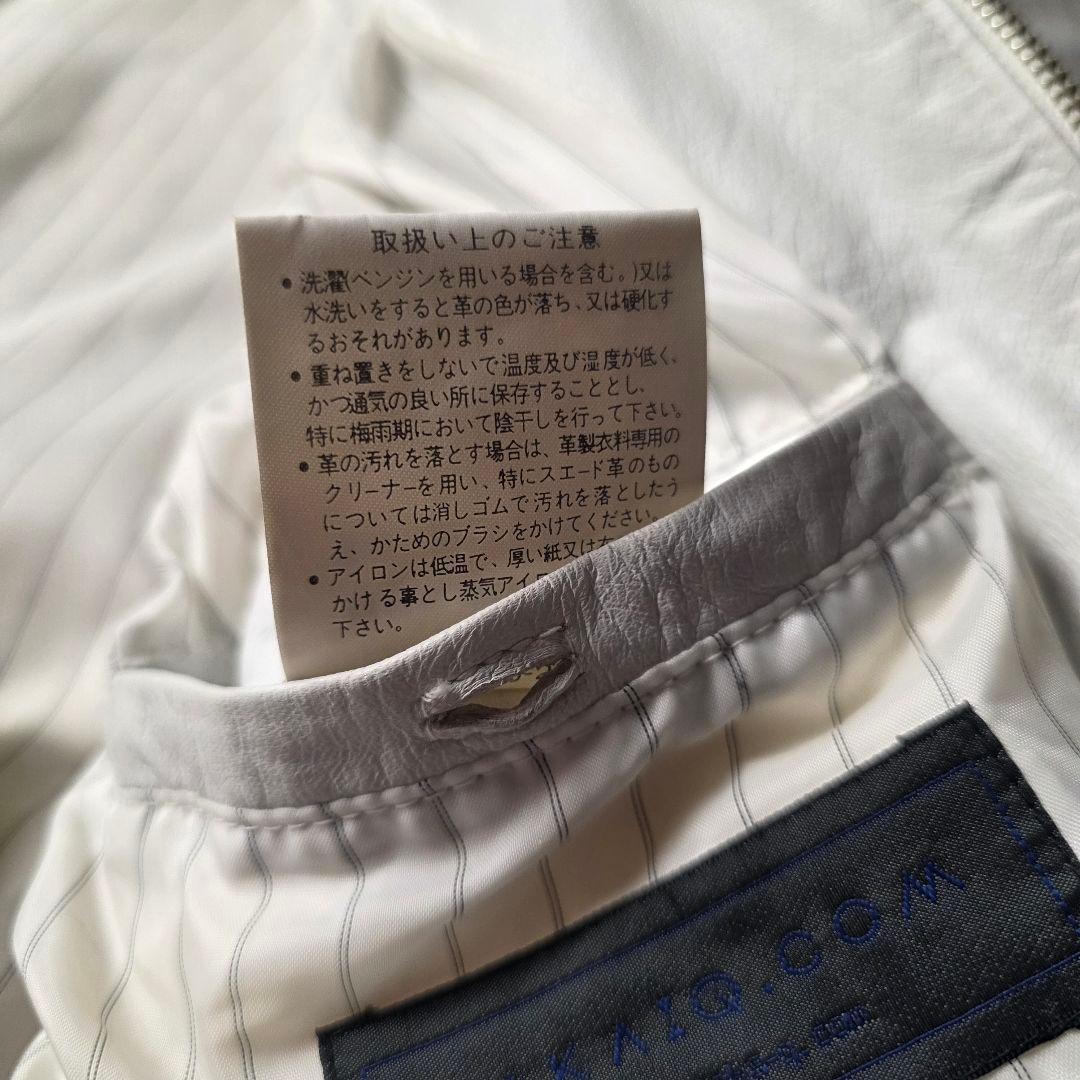 取扱い上のご注意
● 洗濯(ベンジンを用いる場合を含む。)又は
水洗いをすると革の色が落ち、又は硬化す
るおそれがあります。
● 重ね置きをしないで温度及び湿度が低く、
かつ通気の良い所に保存することとし、
特に梅雨期において陰干しを行って下さい。
● 革の汚れを落とす場合は、革製衣料専用の
クリーナーを用い、特にスエード革のもの
については消しゴムで汚れを落としたう
え、かためのブラシをかけてください。
● アイロンは低温で、厚い紙又は
かける事とし蒸気アイロ
下さい。
KAIQ.COM